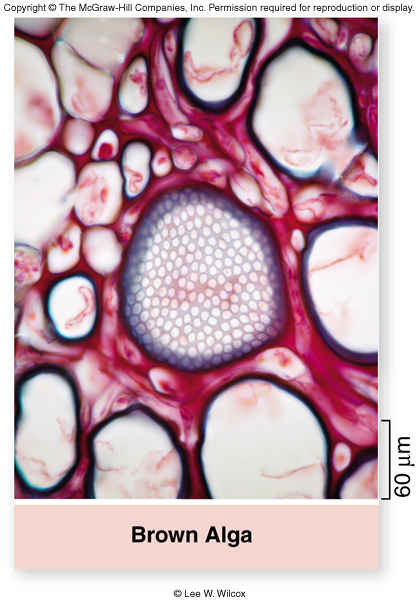 Copyright © The McGraw-Hill Companies, Inc. Permission required for reproduction or display.
60 µm
Brown Alga
© Lee W. Wilcox